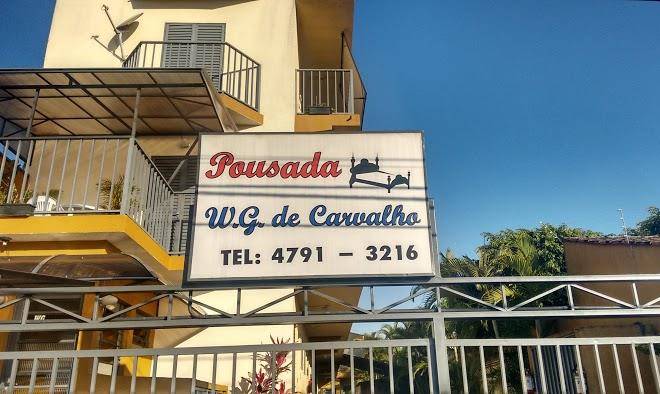 Pousada
W.G. de Carvalho
TEL: 4791 – 3216